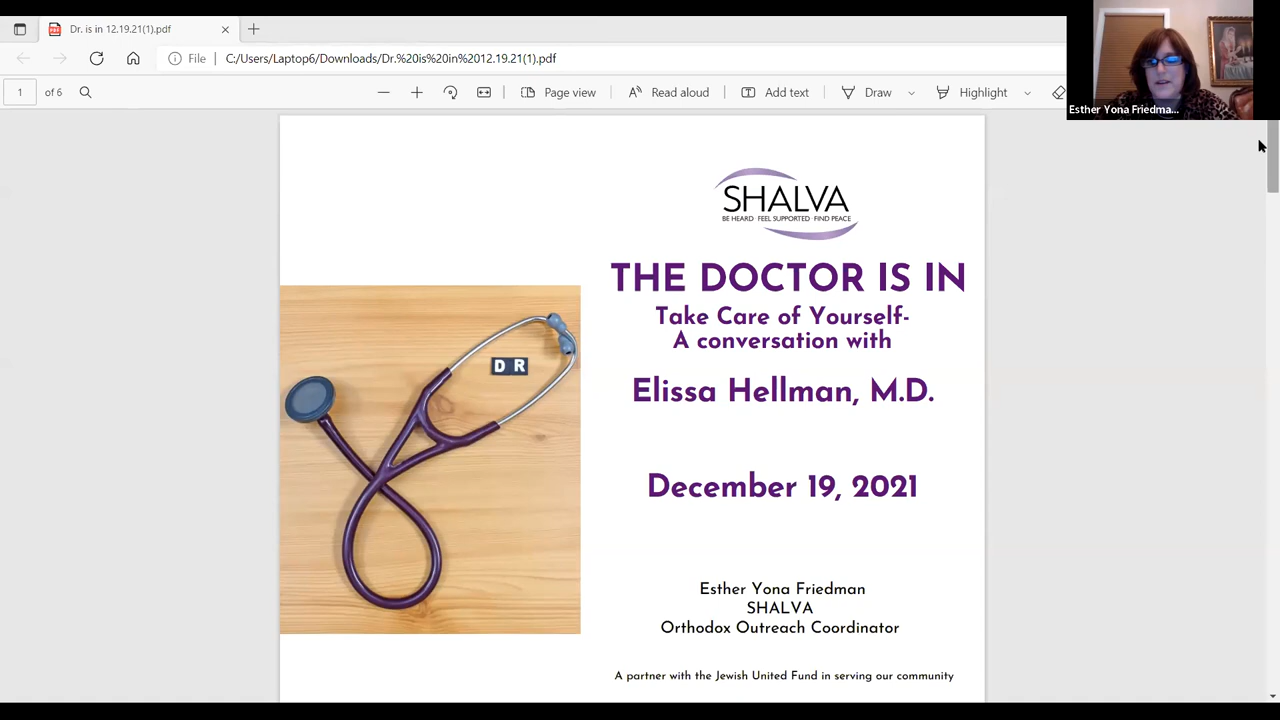 Dr. is in 12.19.21(1).pdf
File
C:/Users/Laptop6/Downloads/Dr.%20is%20in%2012.19.21(1).pdf
1 of 6
Page view
Read aloud
Add text
Draw
Highlight
Esther Yona Friedma...
SHALVA
BE HEARD FEEL SUPPORTED FIND PEACE
THE DOCTOR IS IN
Take Care of Yourself-
A conversation with
Elissa Hellman, M.D.
D R
December 19, 2021
Esther Yona Friedman
SHALVA
Orthodox Outreach Coordinator
A partner with the Jewish United Fund in serving our community